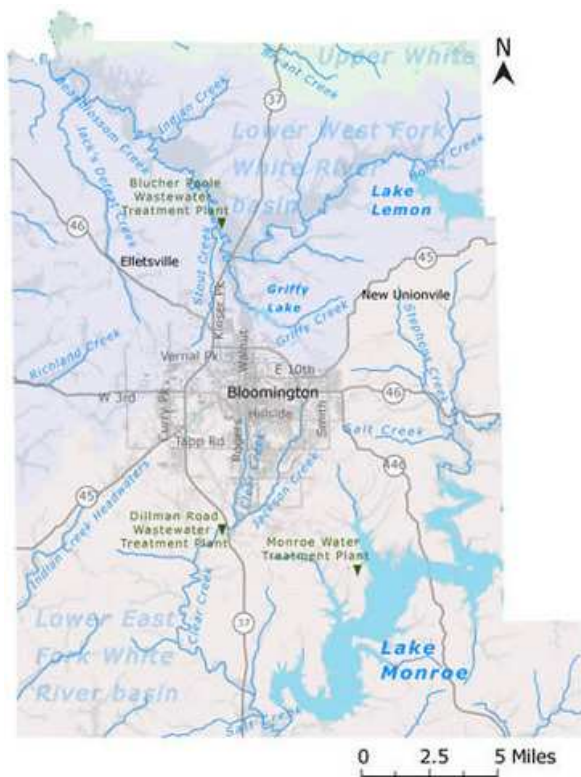 Upper White
N
Bryant Creek
37
Beanblossom Creek
Indian Creek
Jack's Defeat Creek
Lower West Fork
White River
basin
Honey Creek
Lake
Lemon
Blucher Poole
Wastewater
Treatment Plant
46
Ellettsville
Stout Creek
45
Griffy
Lake
New Unionville
Kinser Pk
Griffy Creek
Stephens Creek
Richland Creek
Vernal Pk
Walnut
E 10th
W 3rd
Bloomington
46
Curry Pk
Hillside
Smith
Salt Creek
Tapp Rd
Rogers
Clear Creek
Jackson Creek
446
45
Indian Creek Headwaters
Dillman Road
Wastewater
Treatment Plant
Monroe Water
Treatment Plant
Clear Creek
Lower East
Fork White
River basin
37
Lake
Monroe
Salt Creek
0 2.5 5 Miles